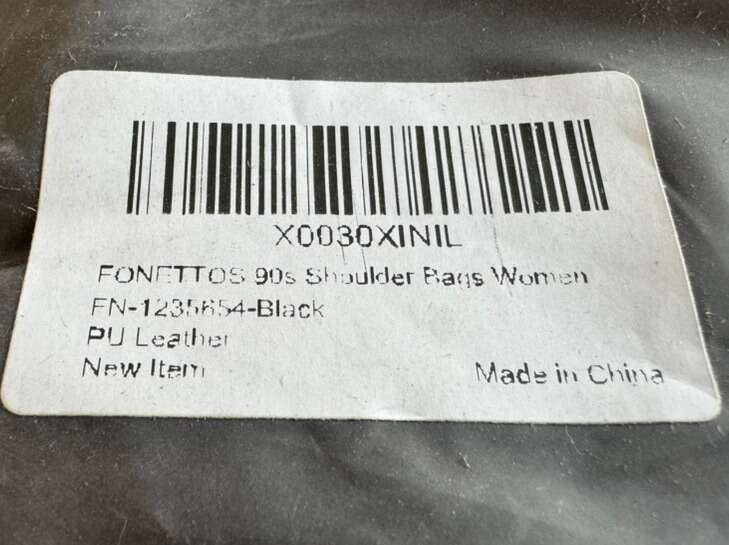 X0030XINIL
FONETTOS 90s Shoulder Bags Women
FN-1235654-Black
PU Leather
New Item
Made in China